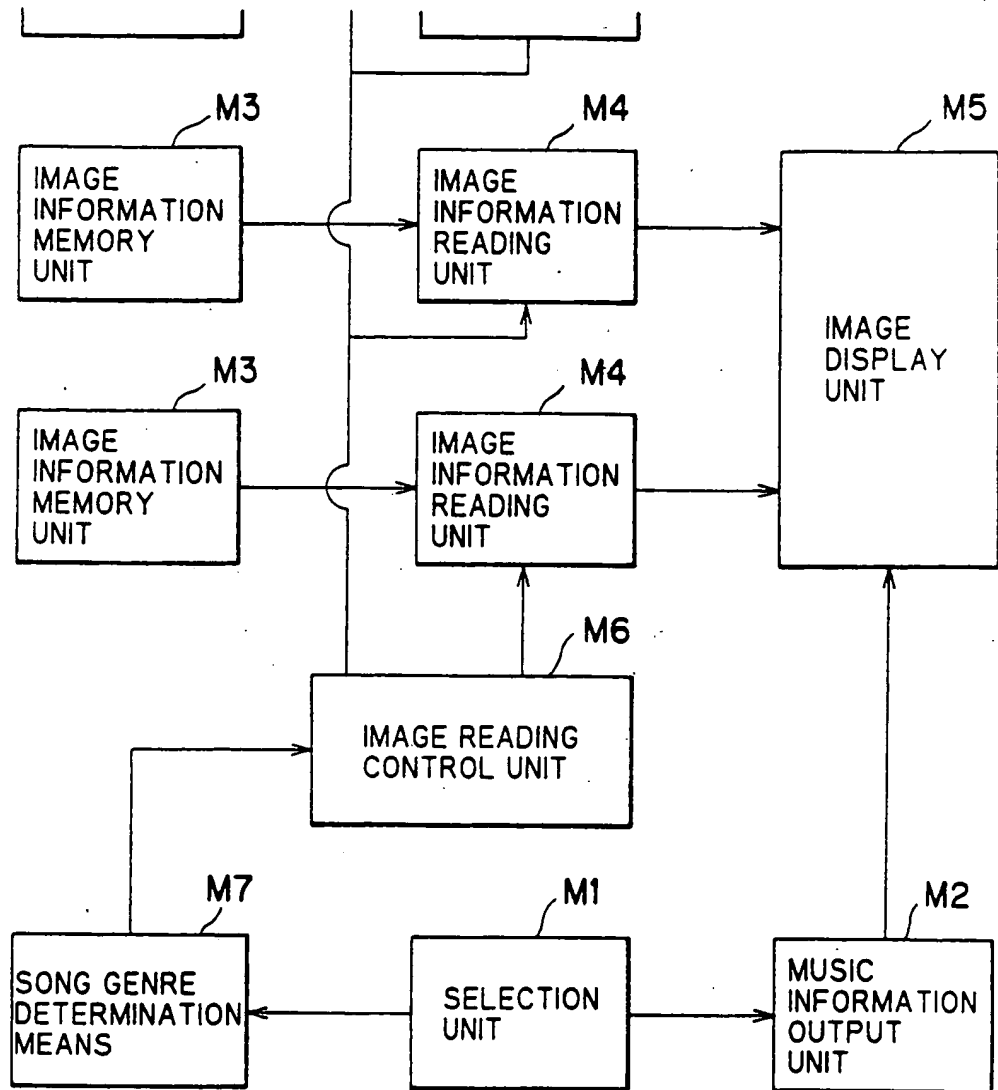 M3
M4
M5
IMAGE
INFORMATION
MEMORY
UNIT
IMAGE
INFORMATION
READING
UNIT
IMAGE
DISPLAY
UNIT
M3
M4
IMAGE
INFORMATION
MEMORY
UNIT
IMAGE
INFORMATION
READING
UNIT
M6
IMAGE READING
CONTROL UNIT
M7
M1
M2
SONG GENRE
DETERMINATION
MEANS
SELECTION
UNIT
MUSIC
INFORMATION
OUTPUT
UNIT